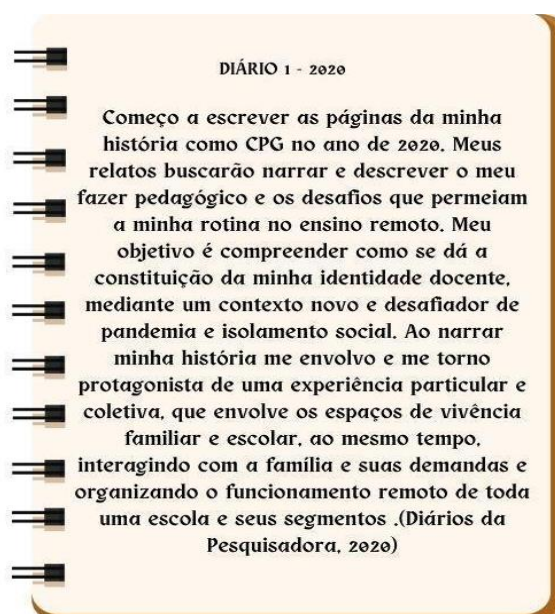 DIÁRIO 1 - 2020
Começo a escrever as páginas da minha
história como CPG no ano de 2020. Meus
relatos buscarão narrar e descrever o meu
fazer pedagógico e os desafios que permeiam
a minha rotina no ensino remoto. Meu
objetivo é compreender como se dá a
constituição da minha identidade docente,
mediante um contexto novo e desafiador de
pandemia e isolamento social. Ao narrar
minha história me envolvo e me torno
protagonista de uma experiência particular e
coletiva, que envolve os espaços de vivência
familiar e escolar, ao mesmo tempo,
interagindo com a família e suas demandas e
organizando o funcionamento remoto de toda
uma escola e seus segmentos .(Diários da
Pesquisadora, 2020)